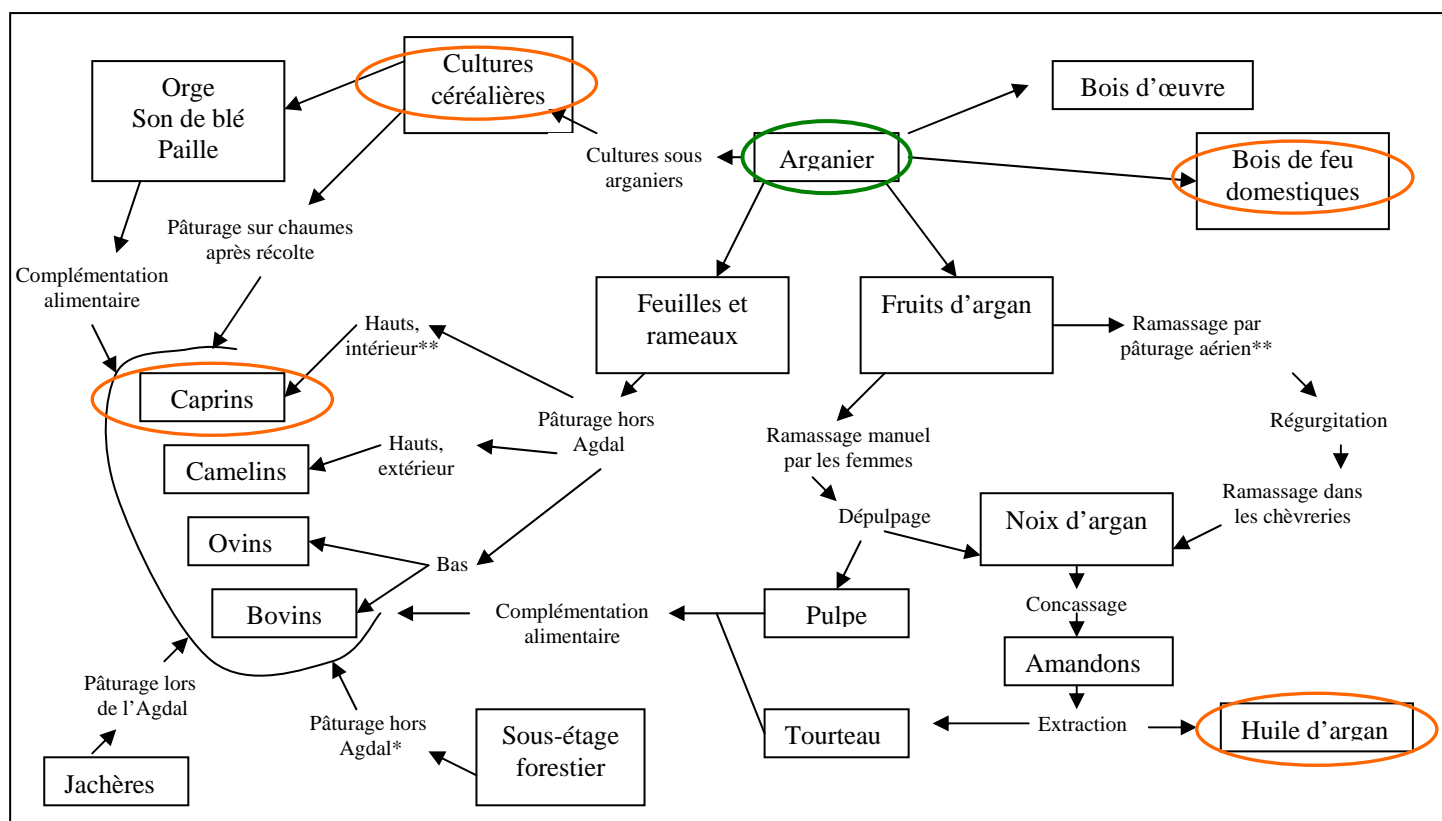 Cultures
céréalières
Orge
Son de blé
Paille
Bois d’œuvre
Arganier
Cultures sous
arganiers
Bois de feu
domestiques
Pâturage sur chaumes
après récolte
Complémentation
alimentaire
Feuilles et
rameaux
Fruits d’argan
Hauts,
intérieur**
Ramassage par
pâturage aérien**
Caprins
Pâturage hors
Agdal
Régurgitation
Ramassage manuel
par les femmes
Hauts,
extérieur
Camelins
Ramassage dans
les chèvreries
Dépulpage
Noix d’argan
Ovins
Bas
Bovins
Complémentation
alimentaire
Pulpe
Concassage
Amandons
Pâturage lors
de l’Agdal
Pâturage hors
Agdal*
Sous-étage
forestier
Tourteau
Extraction
Huile d’argan
Jachères